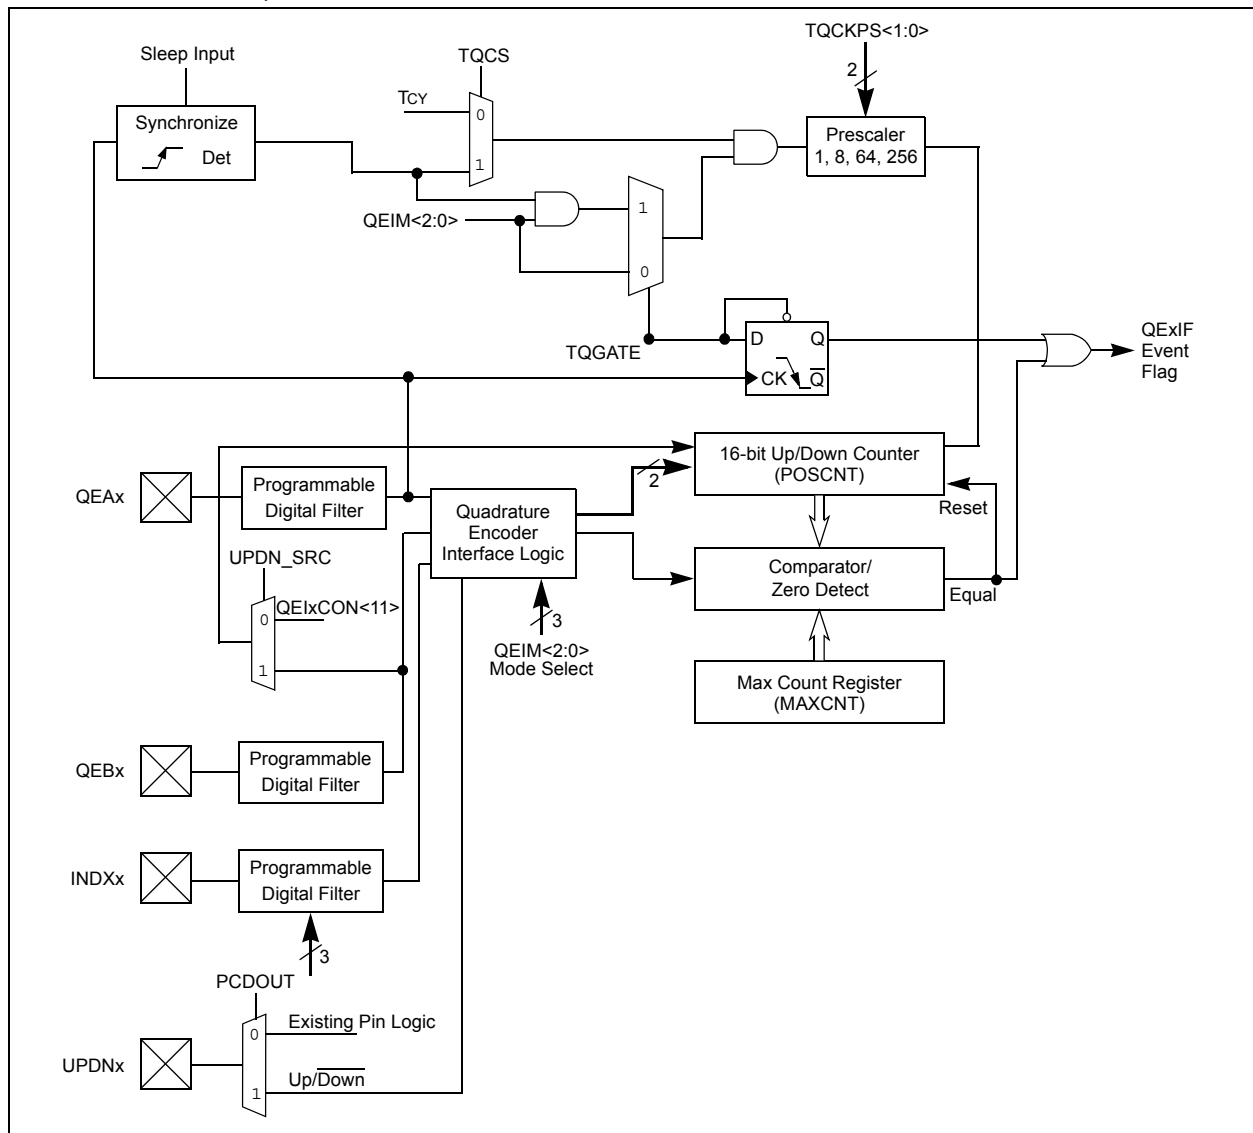 TQCKPS<1:0>
Sleep Input
TQCS
2
TCY
0
Synchronize
Det
Prescaler
1, 8, 64, 256
1
1
QEIM<2:0>
0
D
Q
TQGATE
CK
Q
QExIF
Event
Flag
16-bit Up/Down Counter
(POSCNT)
2
QEAx
Programmable
Digital Filter
Quadrature
Encoder
Interface Logic
Reset
UPDN_SRC
Comparator/
Zero Detect
Equal
QEIxCON<11>
0
3
1
QEIM<2:0>
Mode Select
Max Count Register
(MAXCNT)
QEBx
Programmable
Digital Filter
INDXx
Programmable
Digital Filter
3
PCDOUT
Existing Pin Logic
0
UPDNx
Up/Down
1